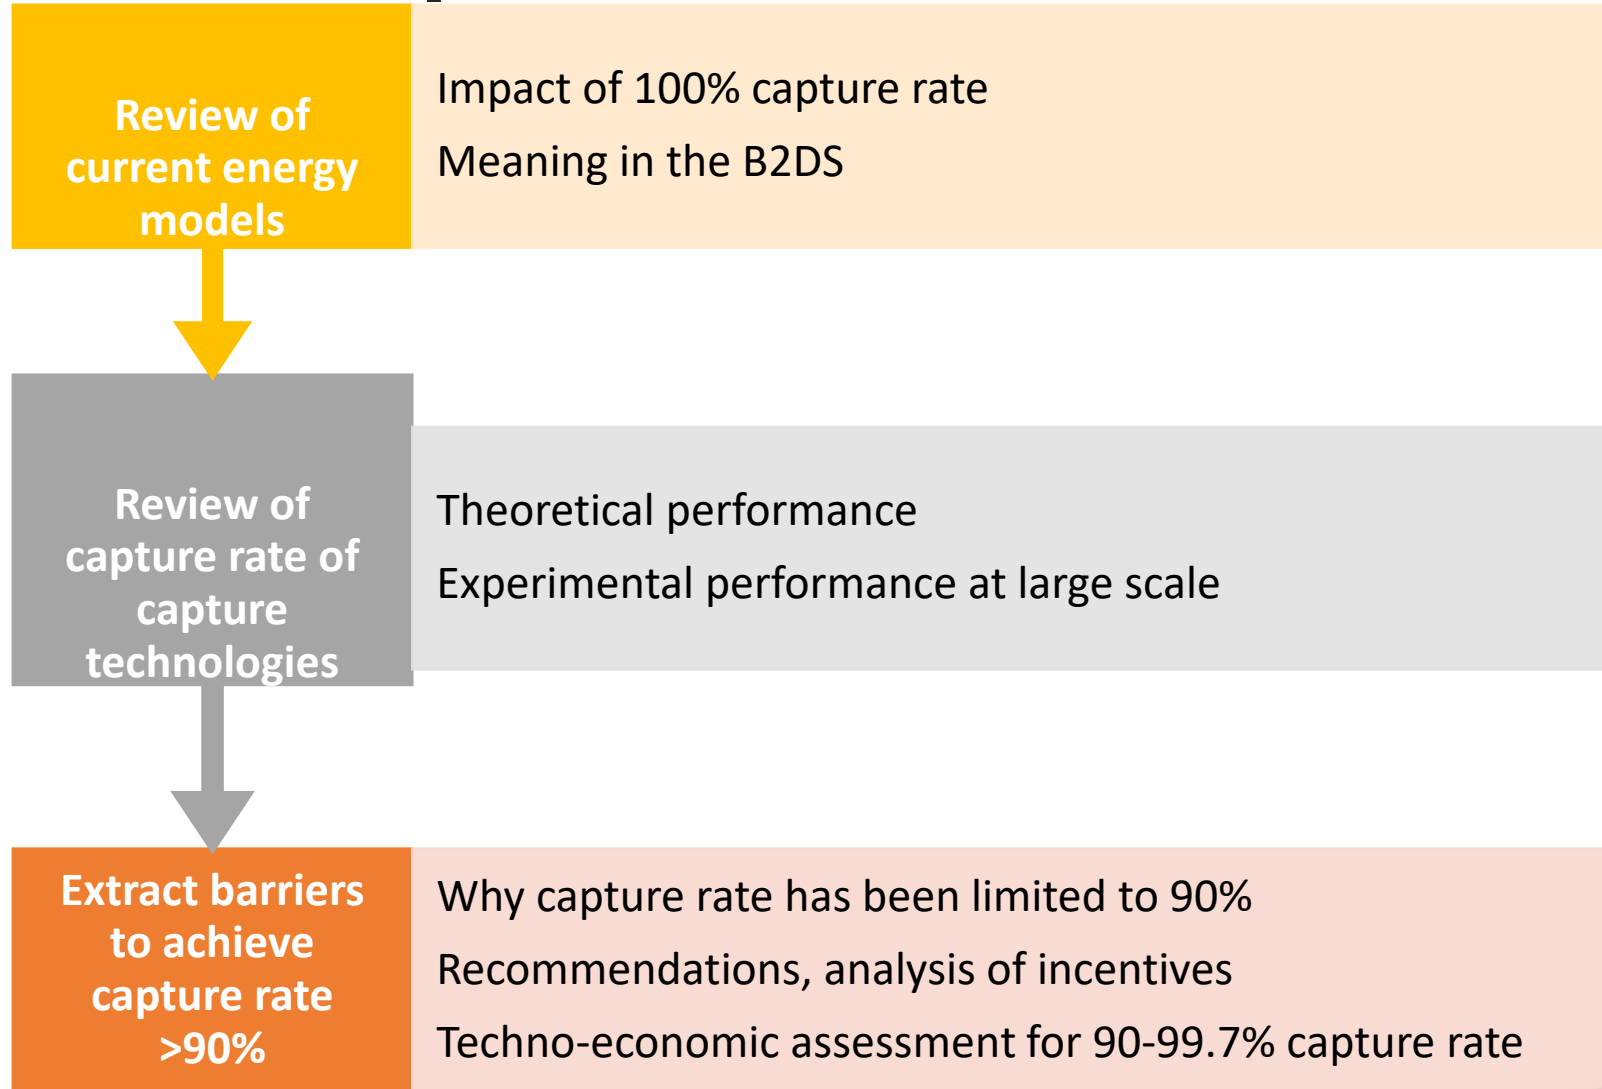 Review of
current energy
models
Impact of 100% capture rate
Meaning in the B2DS
Review of
capture rate of
capture
technologies
Theoretical performance
Experimental performance at large scale
Extract barriers
to achieve
capture rate
>90%
Why capture rate has been limited to 90%
Recommendations, analysis of incentives
Techno-economic assessment for 90-99.7% capture rate